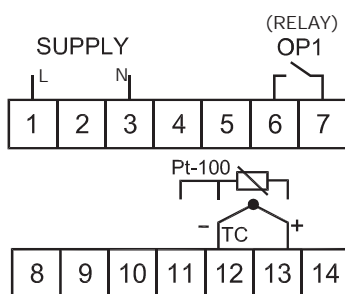 (RELAY)
SUPPLY OP1
L N
1 2 3 4 5 6 7
Pt-100
− TC +
8 9 10 11 12 13 14